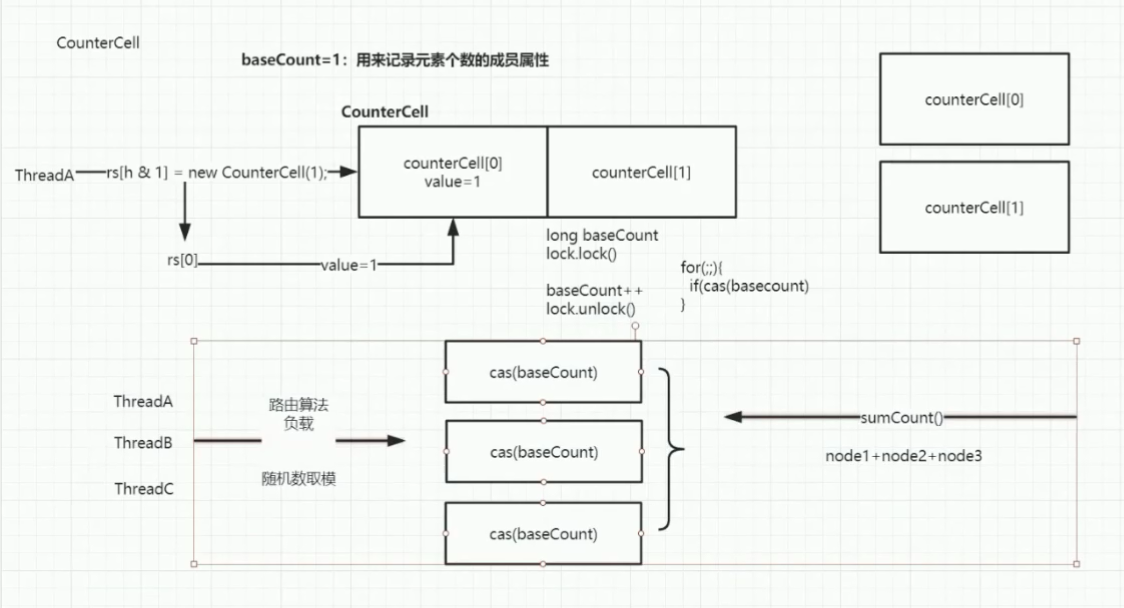 CounterCell
baseCount=1：用来记录元素个数的成员属性
CounterCell
counterCell[0]
ThreadA
rs[h & 1] = new CounterCell(1);
counterCell[0]
value=1
counterCell[1]
counterCell[1]
rs[0]
value=1
long baseCount
lock.lock()
baseCount++
lock.unlock()
for(;;){
if(cas(basecount)
}
cas(baseCount)
ThreadA
ThreadB
ThreadC
路由算法
负载
随机数取模
cas(baseCount)
cas(baseCount)
sumCount()
node1+node2+node3